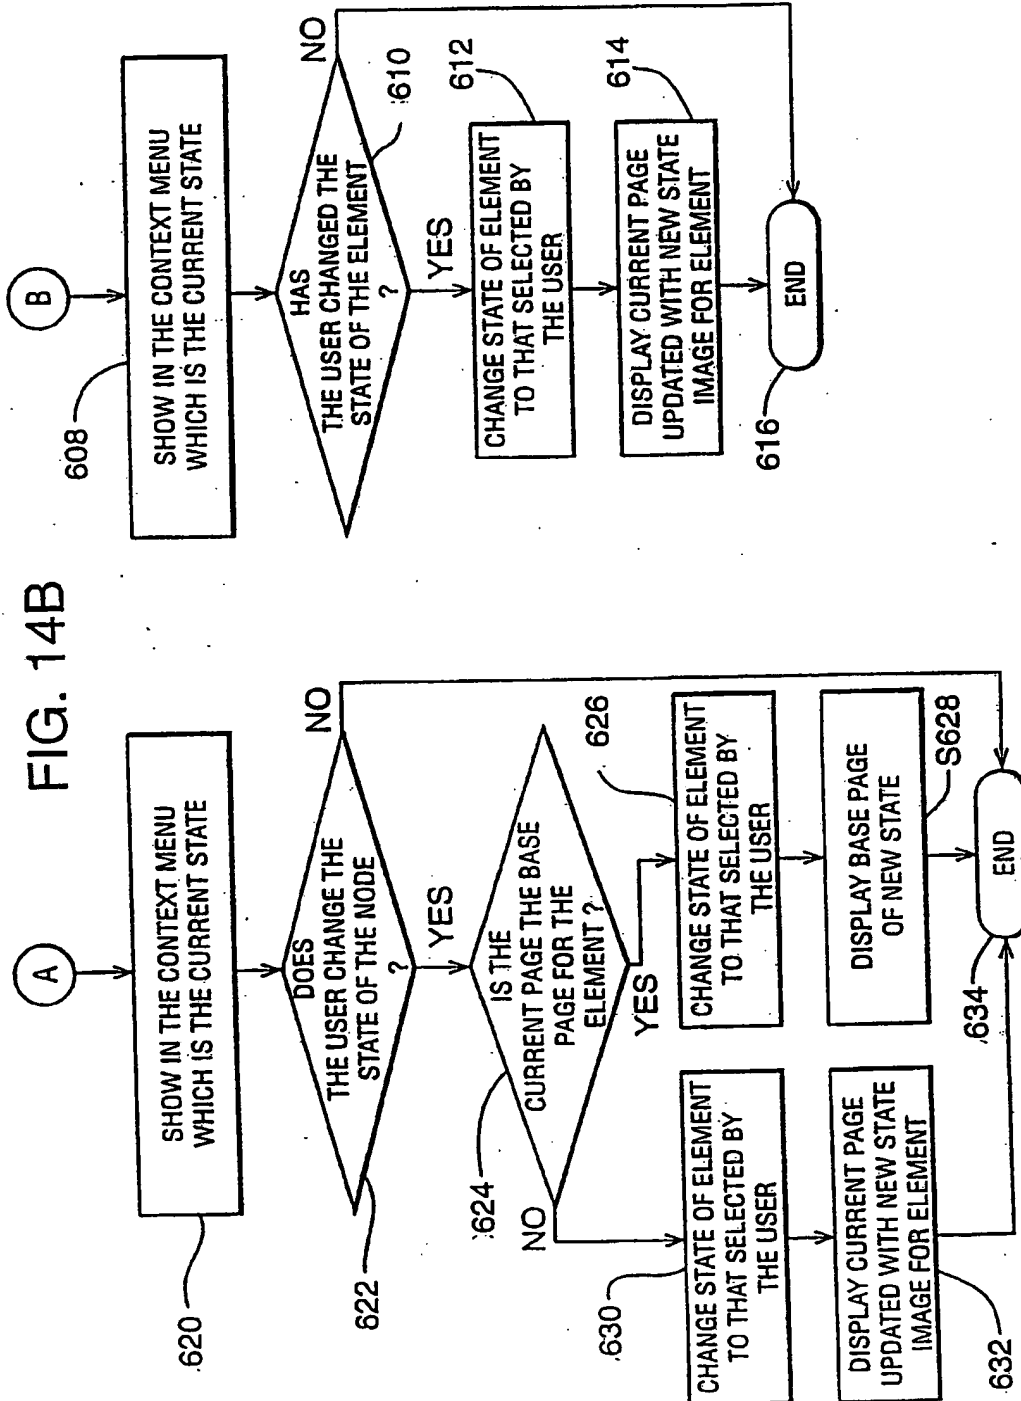 FIG. 14B
A
SHOW IN THE CONTEXT MENU
WHICH IS THE CURRENT STATE
620
DOES
THE USER CHANGE THE
STATE OF THE NODE
?
622
NO
YES
IS THE
CURRENT PAGE THE BASE
PAGE FOR THE
ELEMENT ?
624
NO
YES
CHANGE STATE OF ELEMENT
TO THAT SELECTED BY
THE USER
630
DISPLAY CURRENT PAGE
UPDATED WITH NEW STATE
IMAGE FOR ELEMENT
632
CHANGE STATE OF ELEMENT
TO THAT SELECTED BY
THE USER
626
DISPLAY BASE PAGE
OF NEW STATE
S628
END
634
B
SHOW IN THE CONTEXT MENU
WHICH IS THE CURRENT STATE
608
HAS
THE USER CHANGED THE
STATE OF THE ELEMENT
?
610
NO
YES
CHANGE STATE OF ELEMENT
TO THAT SELECTED BY
THE USER
612
DISPLAY CURRENT PAGE
UPDATED WITH NEW STATE
IMAGE FOR ELEMENT
614
END
616